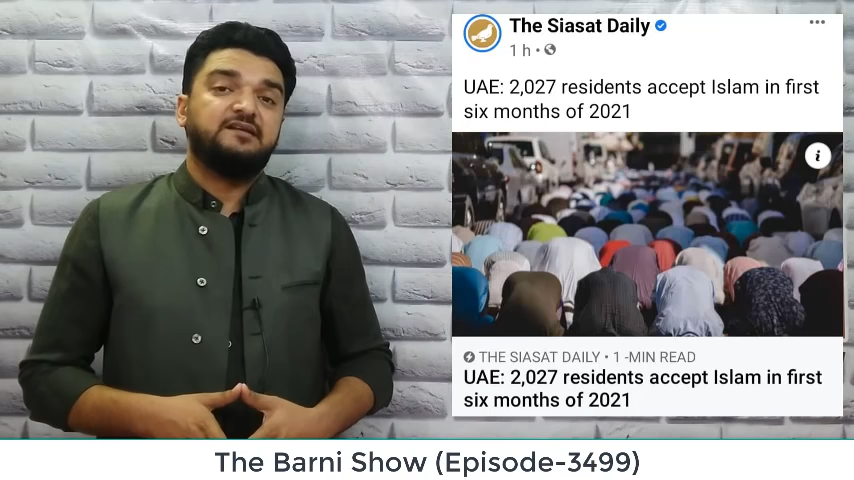 The Siasat Daily
1 h •
UAE: 2,027 residents accept Islam in first
six months of 2021
i
THE SIASAT DAILY • 1 -MIN READ
UAE: 2,027 residents accept Islam in first
six months of 2021
The Barni Show (Episode-3499)